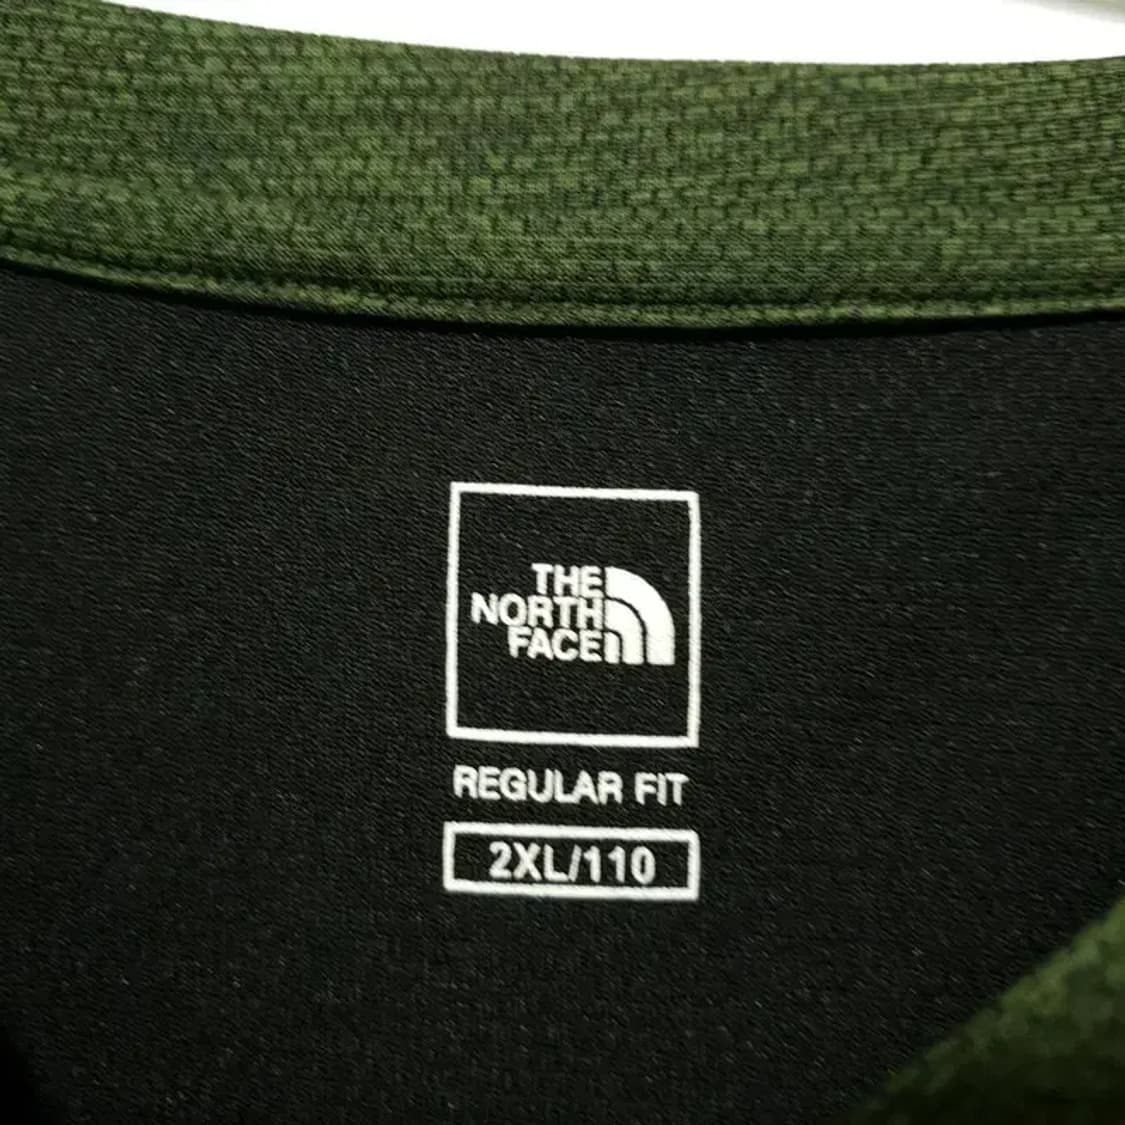 THE
NORTH
FACE
REGULAR FIT
2XL/110